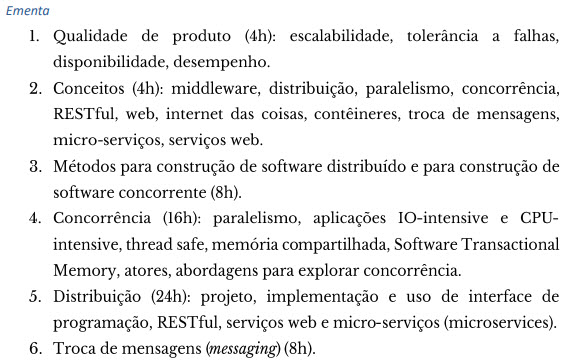 Ementa
1. Qualidade de produto (4h): escalabilidade, tolerância a falhas,
disponibilidade, desempenho.
2. Conceitos (4h): middleware, distribuição, paralelismo, concorrência,
RESTful, web, internet das coisas, contêineres, troca de mensagens,
micro-serviços, serviços web.
3. Métodos para construção de software distribuído e para construção de
software concorrente (8h).
4. Concorrência (16h): paralelismo, aplicações IO-intensive e CPU-
intensive, thread safe, memória compartilhada, Software Transactional
Memory, atores, abordagens para explorar concorrência.
5. Distribuição (24h): projeto, implementação e uso de interface de
programação, RESTful, serviços web e micro-serviços (microservices).
6. Troca de mensagens (messaging) (8h).